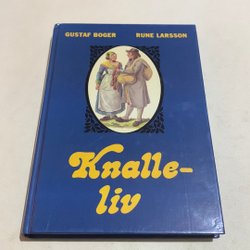 GUSTAF BOGER RUNE LARSSON
Knalle-
liv